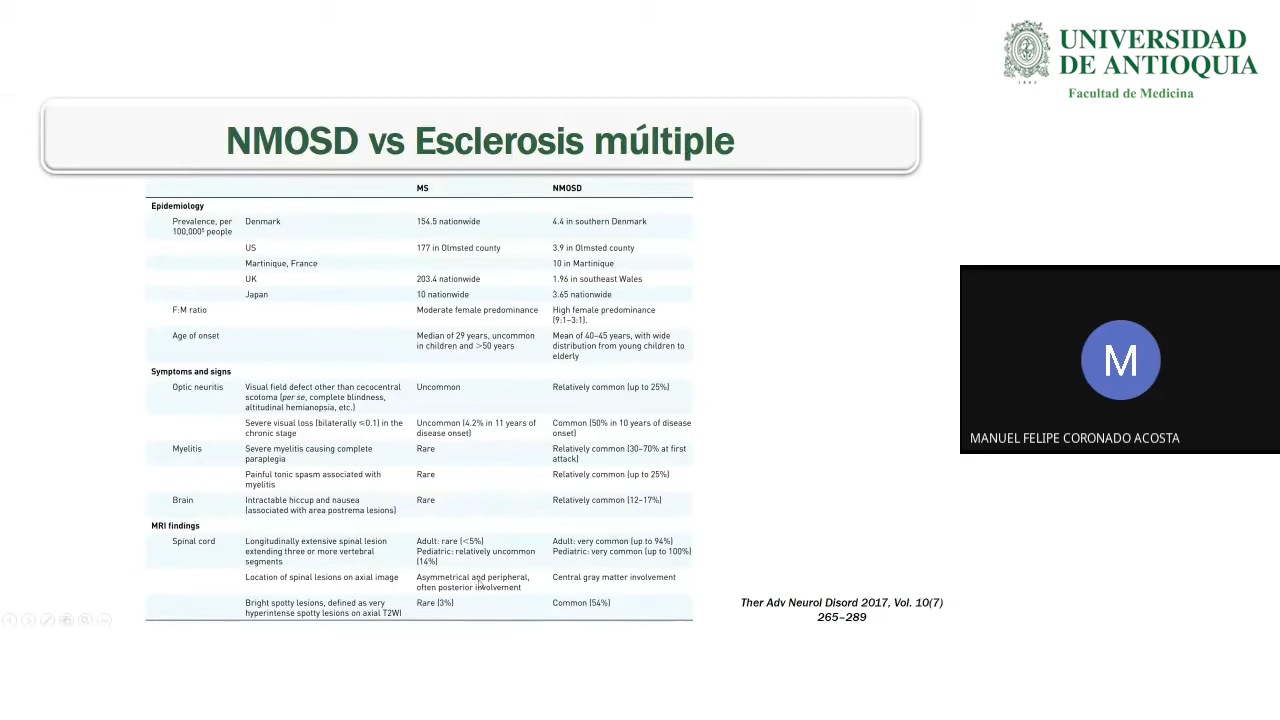 UNIVERSIDAD
DE ANTIOQUIA
1803
Facultad de Medicina
NMOSD vs Esclerosis múltiple
MS NMOSD
Epidemiology
Prevalence, per Denmark 154.5 nationwide 4.4 in southern Denmark
100,000⁵ people
US 177 in Olmsted county 3.9 in Olmsted county
Martinique, France 10 in Martinique
UK 203.4 nationwide 1.96 in southeast Wales
Japan 10 nationwide 3.65 nationwide
F:M ratio Moderate female predominance High female predominance
(9:1–3:1).
Age of onset Median of 29 years, uncommon Mean of 40–45 years, with wide
in children and >50 years distribution from young children to
elderly
Symptoms and signs
Optic neuritis Visual field defect other than cecocentral Uncommon Relatively common (up to 25%)
scotoma (per se, complete blindness,
altitudinal hemianopsia, etc.)
Severe visual loss (bilaterally ≤0.1) in the Uncommon (4.2% in 11 years of Common (50% in 10 years of disease
chronic stage disease onset) onset)
Myelitis Severe myelitis causing complete Rare Relatively common (30–70% at first
paraplegia attack)
Painful tonic spasm associated with Rare Relatively common (up to 25%)
myelitis
Brain Intractable hiccup and nausea Rare Relatively common (12–17%)
(associated with area postrema lesions)
MRI findings
Spinal cord Longitudinally extensive spinal lesion Adult: rare (<5%) Adult: very common (up to 94%)
extending three or more vertebral Pediatric: relatively uncommon Pediatric: very common (up to 100%)
segments (14%)
Location of spinal lesions on axial image Asymmetrical and peripheral, Central gray matter involvement
often posterior involvement
Bright spotty lesions, defined as very Rare (3%) Common (54%)
hyperintense spotty lesions on axial T2WI
Ther Adv Neurol Disord 2017, Vol. 10(7)
265–289
M
MANUEL FELIPE CORONADO ACOSTA